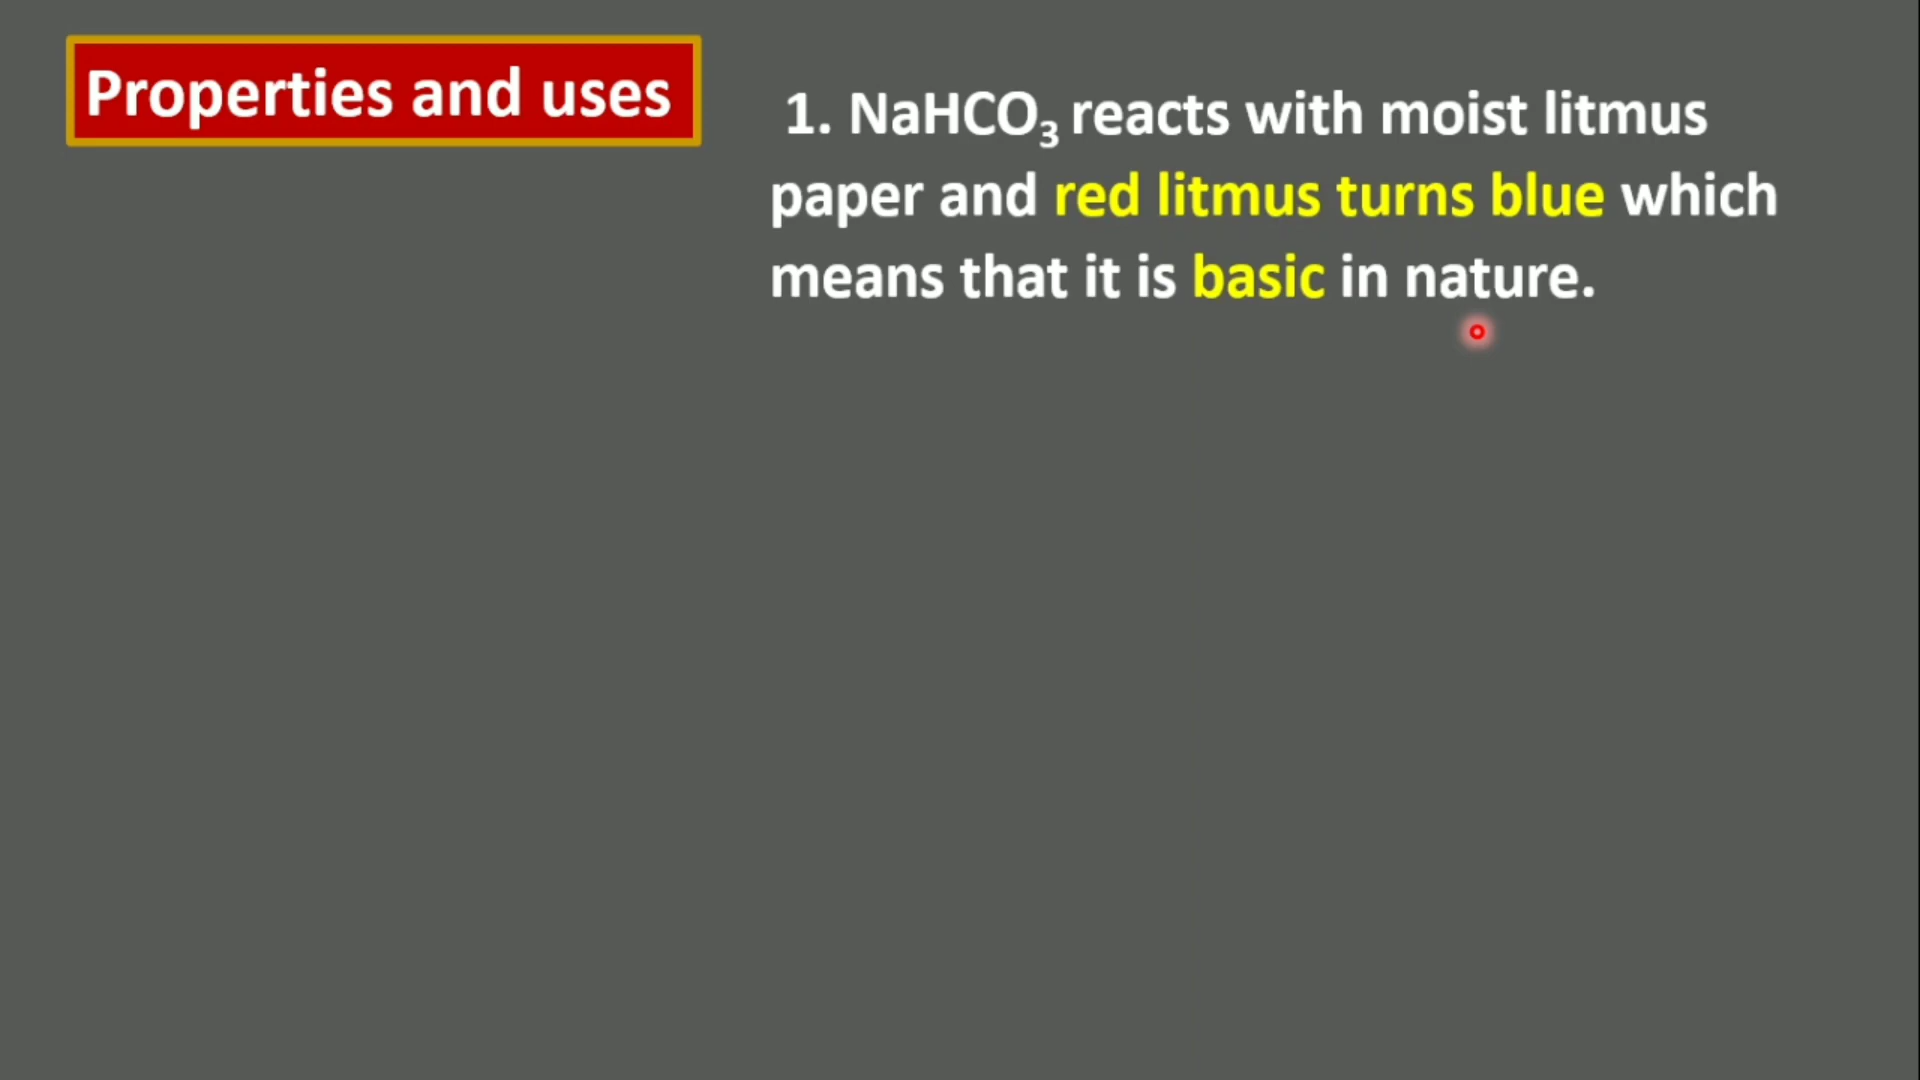 Properties and uses
1. NaHCO₃ reacts with moist litmus
paper and red litmus turns blue which
means that it is basic in nature.